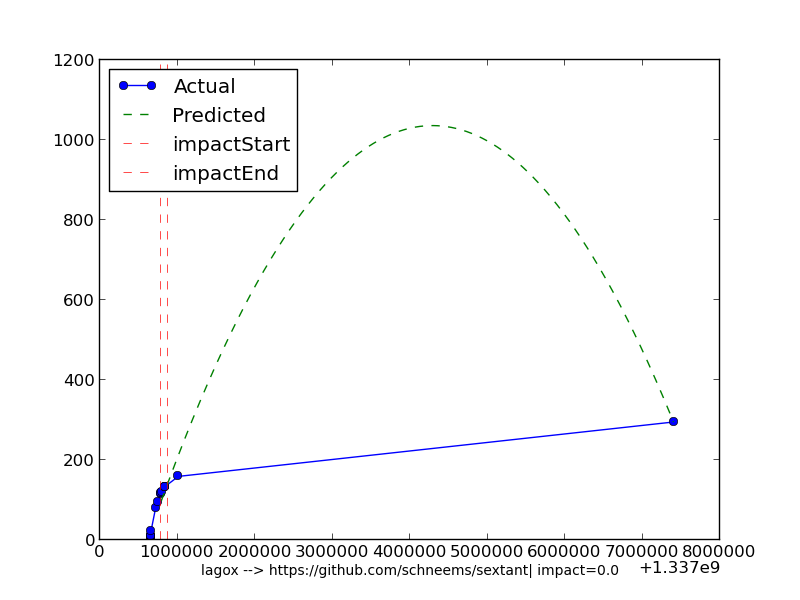 1200
1000
800
600
400
200
0
Actual
Predicted
impactStart
impactEnd
0 1000000 2000000 3000000 4000000 5000000 6000000 7000000 8000000
lagox --> https://github.com/schneems/sextant| impact=0.0
+1.337e9